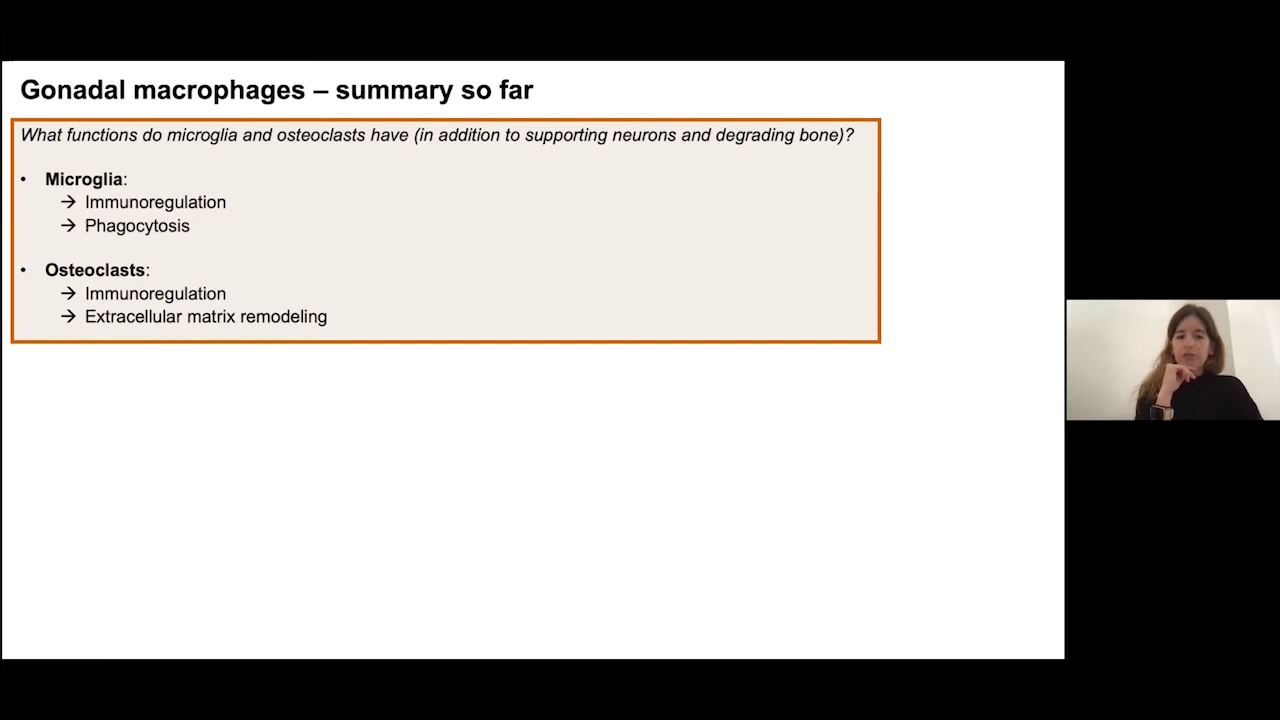 Gonadal macrophages – summary so far
What functions do microglia and osteoclasts have (in addition to supporting neurons and degrading bone)?
• Microglia:
→ Immunoregulation
→ Phagocytosis
• Osteoclasts:
→ Immunoregulation
→ Extracellular matrix remodeling